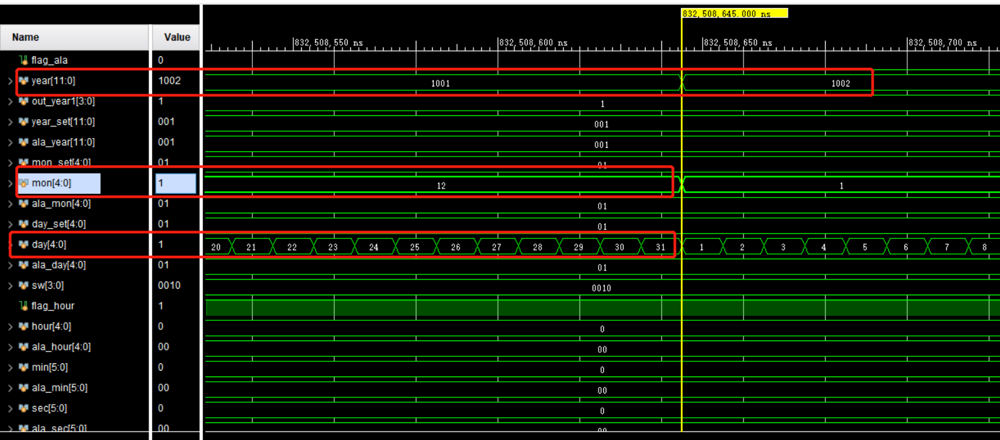 832,508,645.000 ns
Name Value
832,508,550 ns 832,508,600 ns 832,508,650 ns 832,508,700 ns
flag_ala 0
year[11:0] 1002 1001 1002
out_year1[3:0] 1 1
year_set[11:0] 001 001
ala_year[11:0] 001 001
mon_set[4:0] 01 01
mon[4:0] 1 12 1
ala_mon[4:0] 01 01
day_set[4:0] 01 01
day[4:0] 1 20 21 22 23 24 25 26 27 28 29 30 31 1 2 3 4 5 6 7 8
ala_day[4:0] 01 01
sw[3:0] 0010 0010
flag_hour 1
hour[4:0] 0 0
ala_hour[4:0] 00 00
min[5:0] 0 0
ala_min[5:0] 00 00
sec[5:0] 0 0
ala_sec[5:0] 00 00